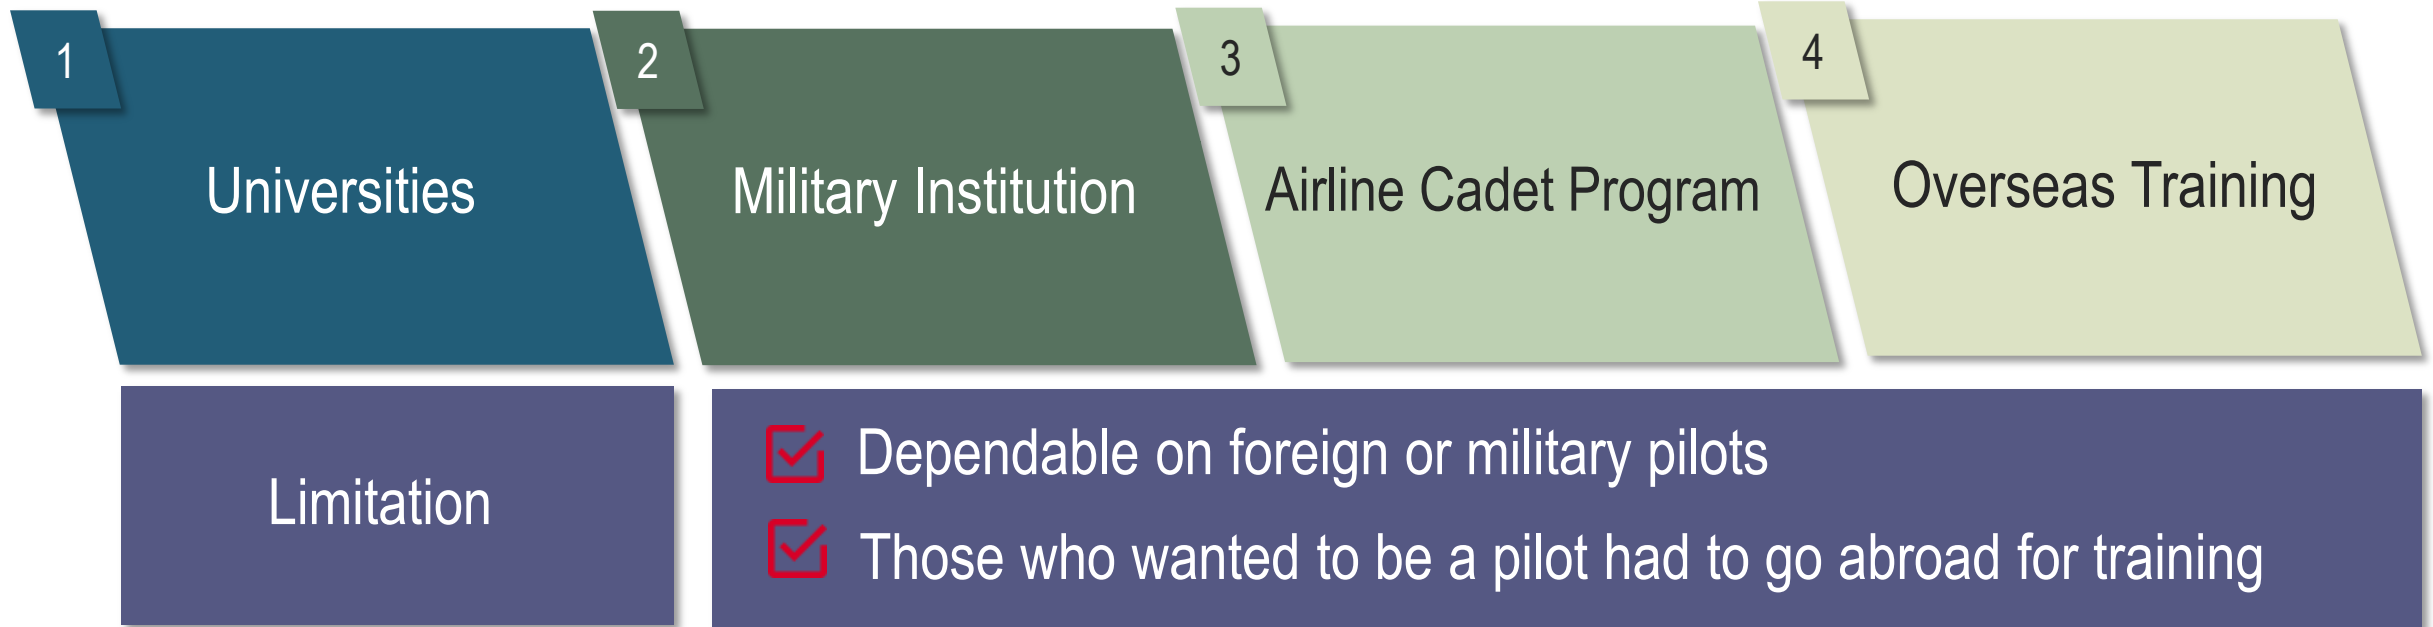 1
Universities
2
Military Institution
3
Airline Cadet Program
4
Overseas Training
Limitation
Dependable on foreign or military pilots
Those who wanted to be a pilot had to go abroad for training